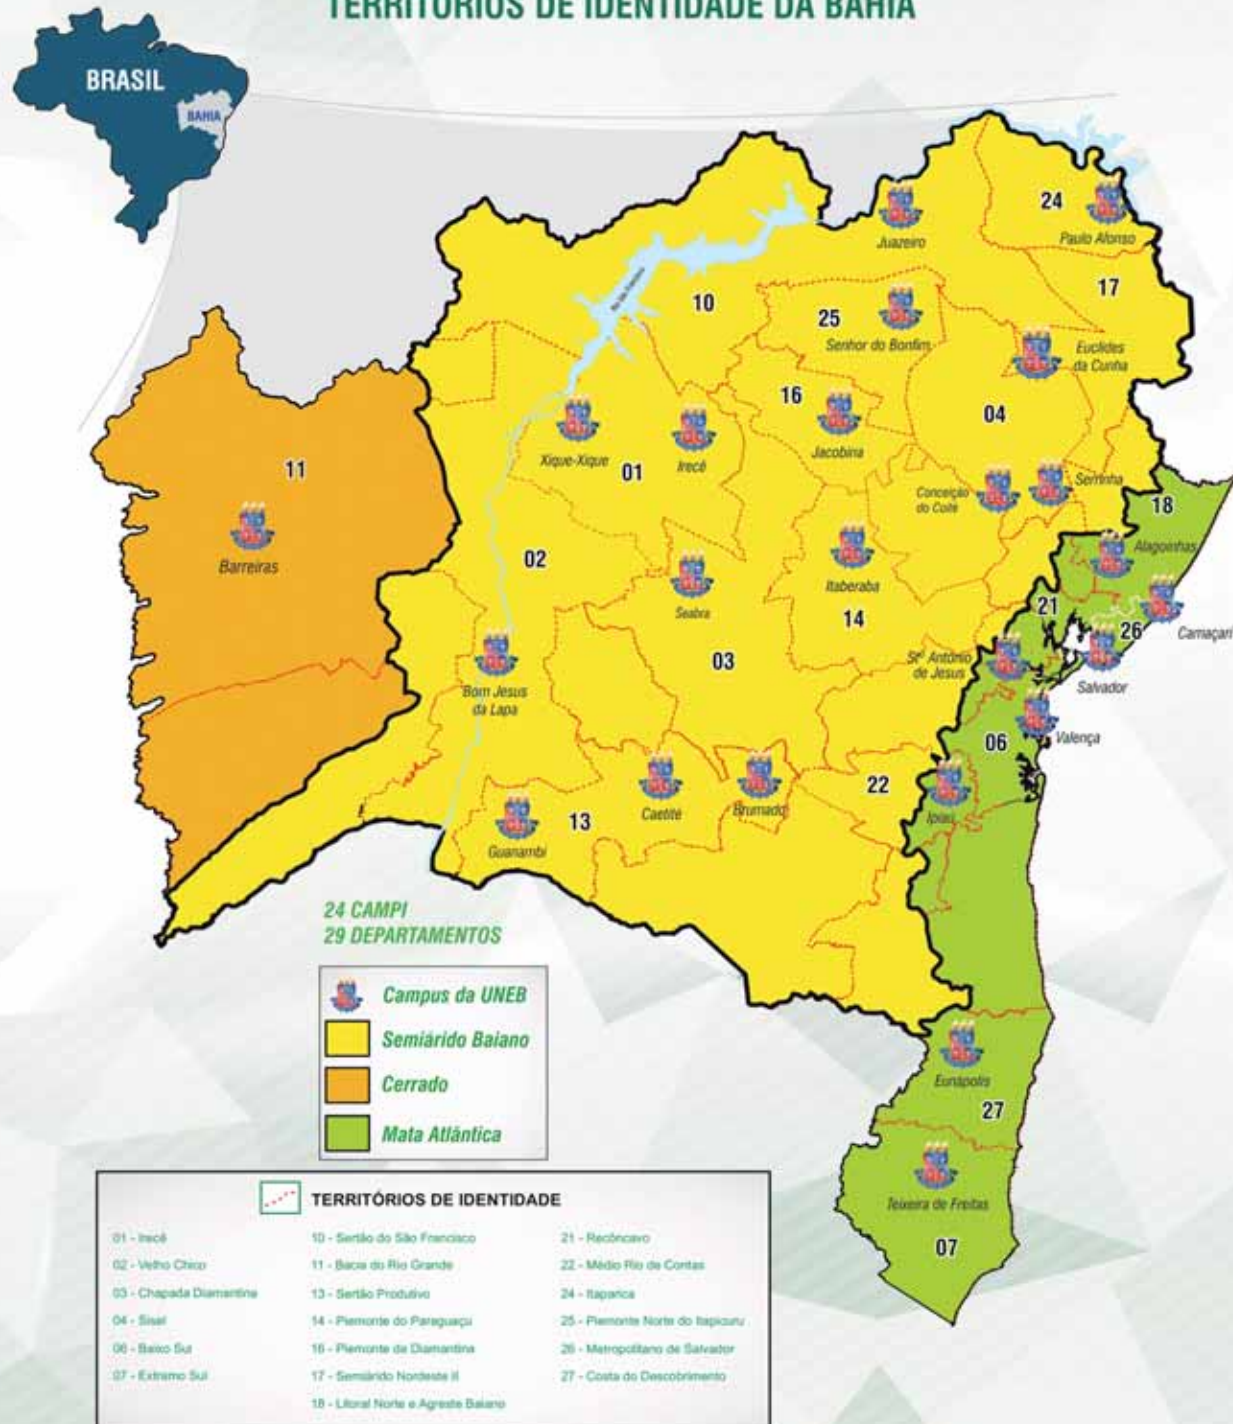 TERRITÓRIOS DE IDENTIDADE DA BAHIA
BRASIL
BAHIA
24
Paulo Afonso
Juazeiro
17
10
25
Senhor do Bonfim
Euclides
da Cunha
Rio São Francisco
16
04
Jacobina
Xique-Xique
01
Irecê
11
Barreiras
Conceição
do Coité
Serrinha
18
02
Alagoinhas
Itaberaba
Seabra
14
21
26
Camaçari
03
Stº Antônio
de Jesus
Salvador
Bom Jesus
da Lapa
06
Valença
22
Caetité
Brumado
Ipiaú
13
Guanambi
24 CAMPI
29 DEPARTAMENTOS
Campus da UNEB
Semiárido Baiano
Cerrado
Mata Atlântica
Eunápolis
27
Teixeira de Freitas
07
TERRITÓRIOS DE IDENTIDADE
01 - Irecê
02 - Velho Chico
03 - Chapada Diamantina
04 - Sisal
06 - Baixo Sul
07 - Extremo Sul
10 - Sertão do São Francisco
11 - Bacia do Rio Grande
13 - Sertão Produtivo
14 - Piemonte do Paraguaçu
16 - Piemonte da Diamantina
17 - Semiárido Nordeste II
18 - Litoral Norte e Agreste Baiano
21 - Recôncavo
22 - Médio Rio de Contas
24 - Itaparica
25 - Piemonte Norte do Itapicuru
26 - Metropolitano de Salvador
27 - Costa do Descobrimento